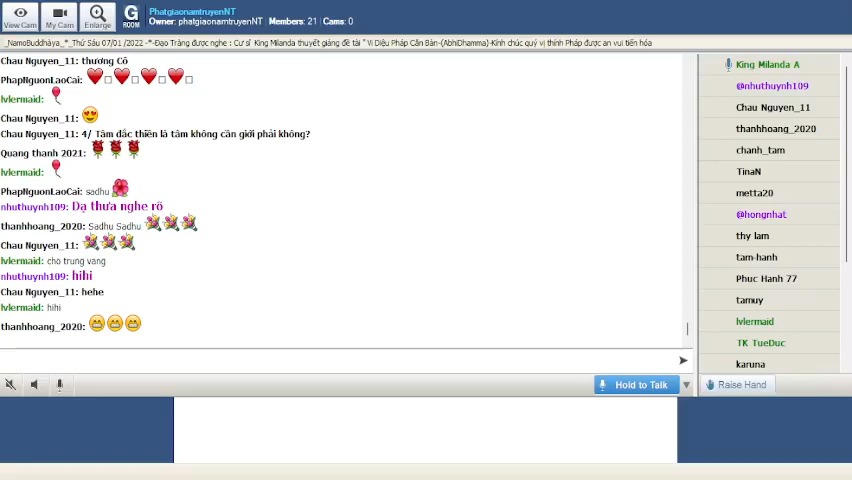 View Cam
My Cam
Enlarge
G
ROOM
PhatgiaonamtruyenNT
Owner: phatgiaonamtruyenNT | Members: 21 | Cams: 0
_NamoBuddhàya_*_Thứ Sáu 07/01 /2022 -*-Đạo Tràng được nghe : Cư sĩ King Milanda thuyết giảng đề tài " Vi Diệu Pháp Căn Bản-(AbhiDhamma)-Kính chúc quý vị thính Pháp được an vui tiến hóa
Chau Nguyen_11: thương Cô
PhapNguonLaoCai:
lvlermaid:
Chau Nguyen_11:
Chau Nguyen_11: 4/ Tâm đắc thiền là tâm không cần giới phải không?
Quang thanh 2021:
lvlermaid:
PhapNguonLaoCai: sadhu
nhuthuynh109: Dạ thưa nghe rõ
thanhhoang_2020: Sadhu Sadhu
Chau Nguyen_11:
lvlermaid: cho trung vang
nhuthuynh109: hihi
Chau Nguyen_11: hehe
lvlermaid: hihi
thanhhoang_2020:
King Milanda A
@nhuthuynh109
Chau Nguyen_11
thanhhoang_2020
chanh_tam
TinaN
metta20
@hongnhat
thy lam
tam-hanh
Phuc Hanh 77
tamuy
lvlermaid
TK TueDuc
karuna
Hold to Talk
Raise Hand